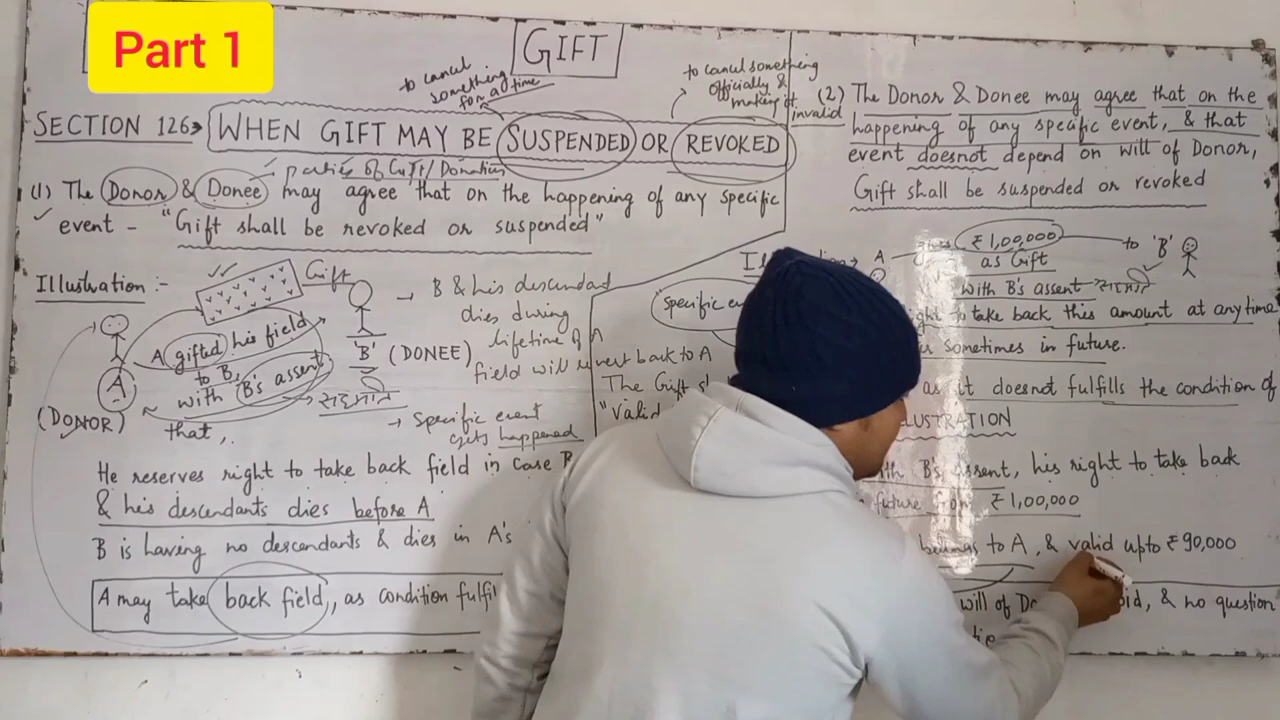 Part 1
GIFT
to cancel
something
for a time
to cancel something
officially &
making it
invalid
SECTION 126 WHEN GIFT MAY BE SUSPENDED OR REVOKED
parties of Gift/Donation
(1) The Donor & Donee may agree that on the happening of any specific
event - "Gift shall be revoked or suspended"
Illustration :-
Gift
A gifted his field
to B,
with B's assent
that,
A
(DONOR)
'B' (DONEE)
सहमति
→ B & his descendant
dies during
lifetime of A
field will revert back to A
→ Specific event
gets happened
He reserves right to take back field in case B
& his descendants dies before A
B is having no descendants & dies in A's
A may take back field, as condition
(2) The Donor & Donee may agree that on the
happening of any specific event, & that
event doesnot depend on will of Donor,
Gift shall be suspended or revoked
A ₹1,00,000 to 'B'
as Gift
with B's assent सहमति
Specific
to take back this amount at any time
sometimes in future.
The Gift
"Valid
as it doesnot fulfills the condition of
B's assent, his right to take back
future from ₹1,00,000
to A, & valid upto ₹90,000
will of & no question